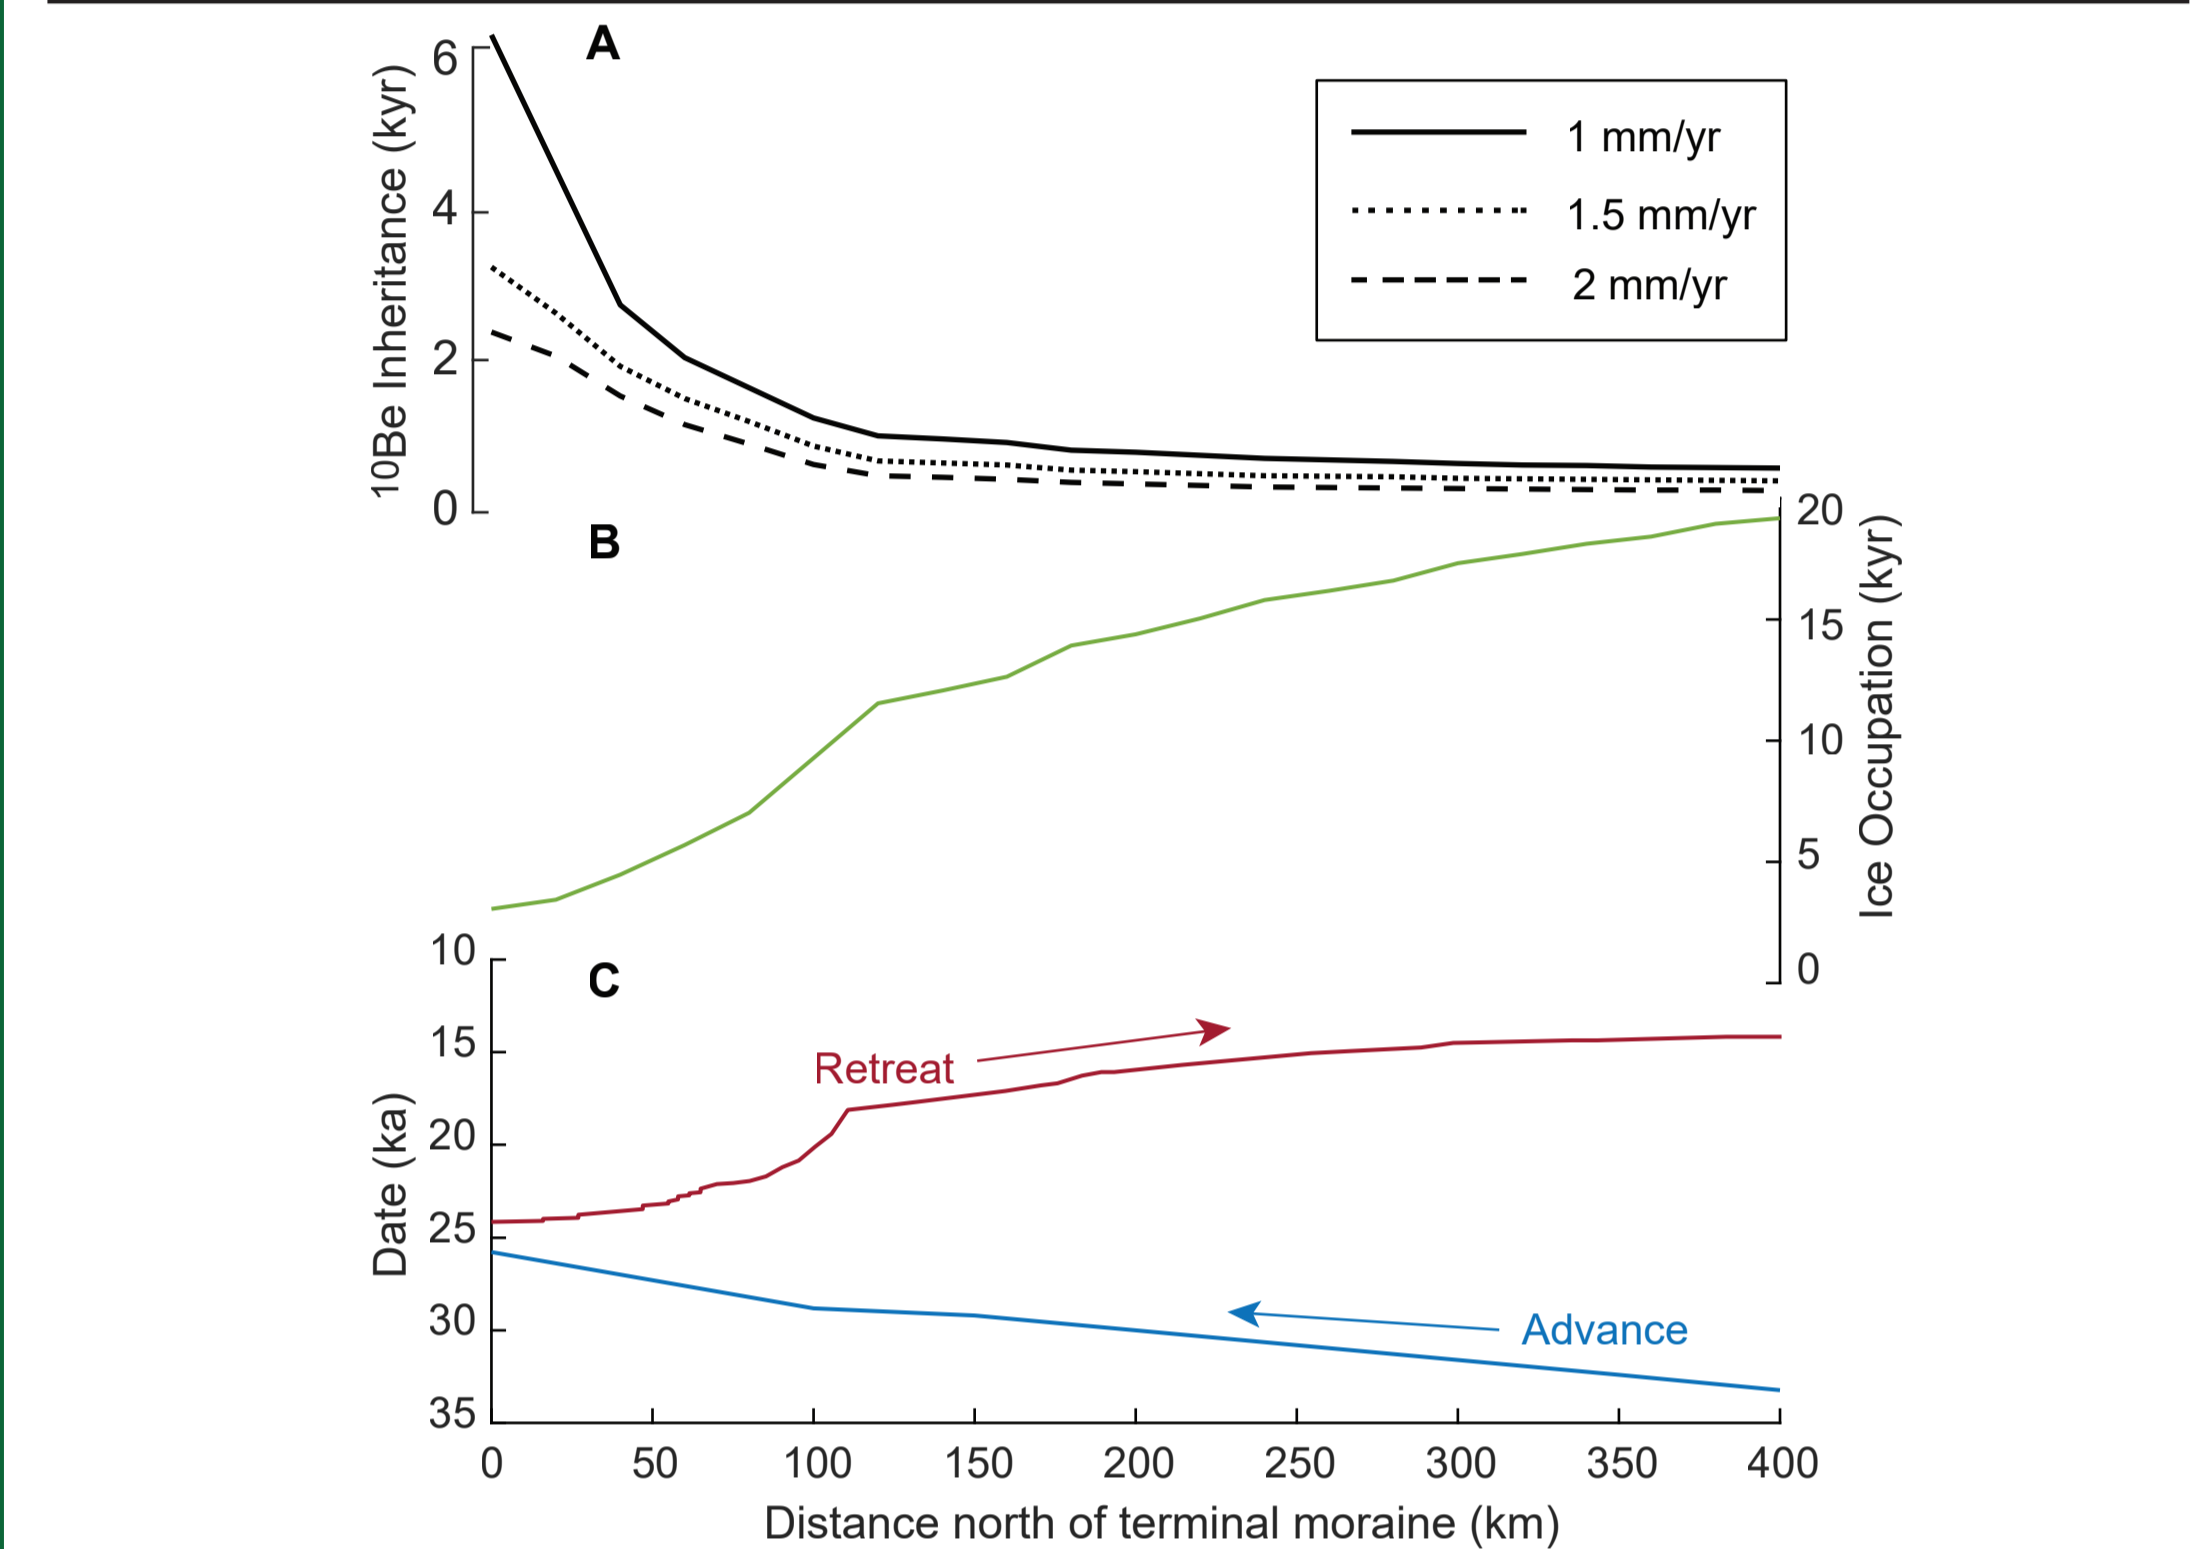 A
6
4
2
0
10Be Inheritance (kyr)
1 mm/yr
1.5 mm/yr
2 mm/yr
B
20
15
10
5
0
Ice Occupation (kyr)
C
10
15
20
25
30
35
Date (ka)
Retreat
Advance
0 50 100 150 200 250 300 350 400
Distance north of terminal moraine (km)